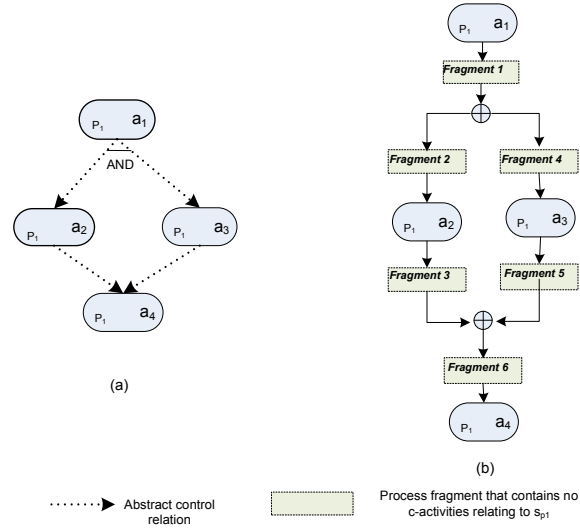 P1 a1
AND
P1 a2
P1 a3
P1 a4
(a)
P1 a1
Fragment 1
Fragment 2
Fragment 4
P1 a2
P1 a3
Fragment 3
Fragment 5
Fragment 6
P1 a4
(b)
Abstract control
relation
Process fragment that contains no
c-activities relating to sp1